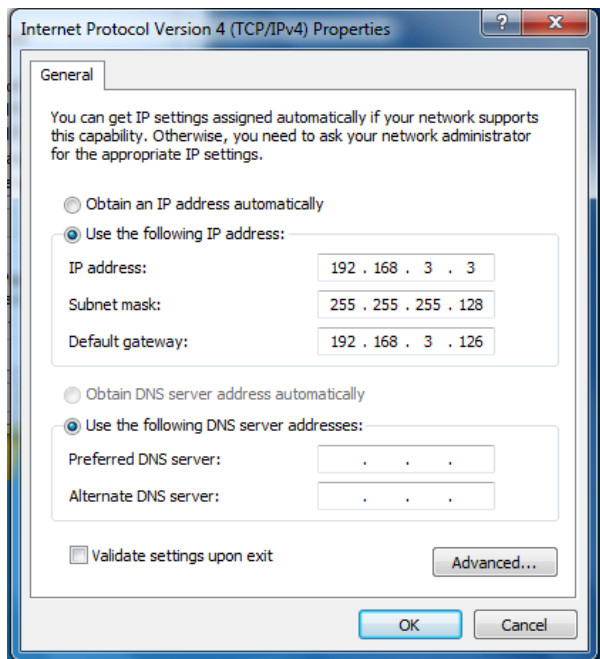 Internet Protocol Version 4 (TCP/IPv4) Properties
General
You can get IP settings assigned automatically if your network supports
this capability. Otherwise, you need to ask your network administrator
for the appropriate IP settings.
Obtain an IP address automatically
Use the following IP address:
IP address: 192 . 168 . 3 . 3
Subnet mask: 255 . 255 . 255 . 128
Default gateway: 192 . 168 . 3 . 126
Obtain DNS server address automatically
Use the following DNS server addresses:
Preferred DNS server: . . .
Alternate DNS server: . . .
Validate settings upon exit
Advanced...
OK Cancel